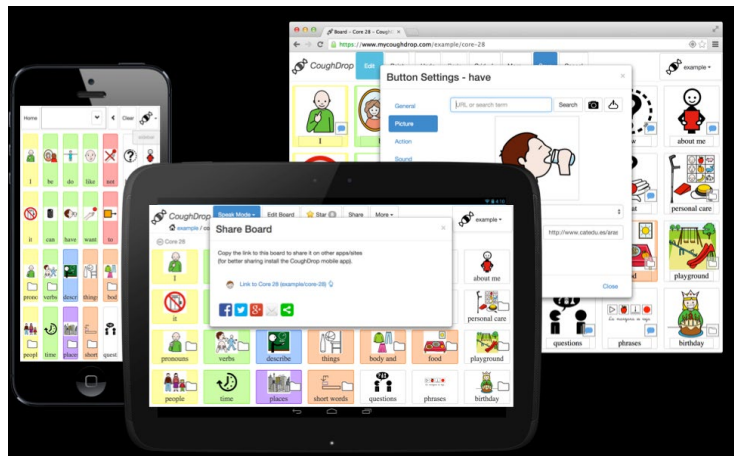 Board - Core 28 - Cough
https://www.mycoughdrop.com/example/core-28
CoughDrop
Edit
example
Button Settings - have
General
URL or search term
Search
Picture
Action
Sound
http://www.catedu.es/aras
Close
I
about me
personal care
playground
questions
phrases
birthday
Home
Clear
I be do like not
it can have want to
prono verbs descr things bod
peopl time place short quest
CoughDrop
Speak Mode
Edit Board
Star
Share
More
example
example / co
Core 28
Share Board
Copy the link to this board to share it on other apps/sites
(for better sharing install the CoughDrop mobile app).
Link to Core 28 (example/core-28)
I
about me
it
personal care
pronouns verbs describe things body and food playground
people time places short words questions phrases birthday